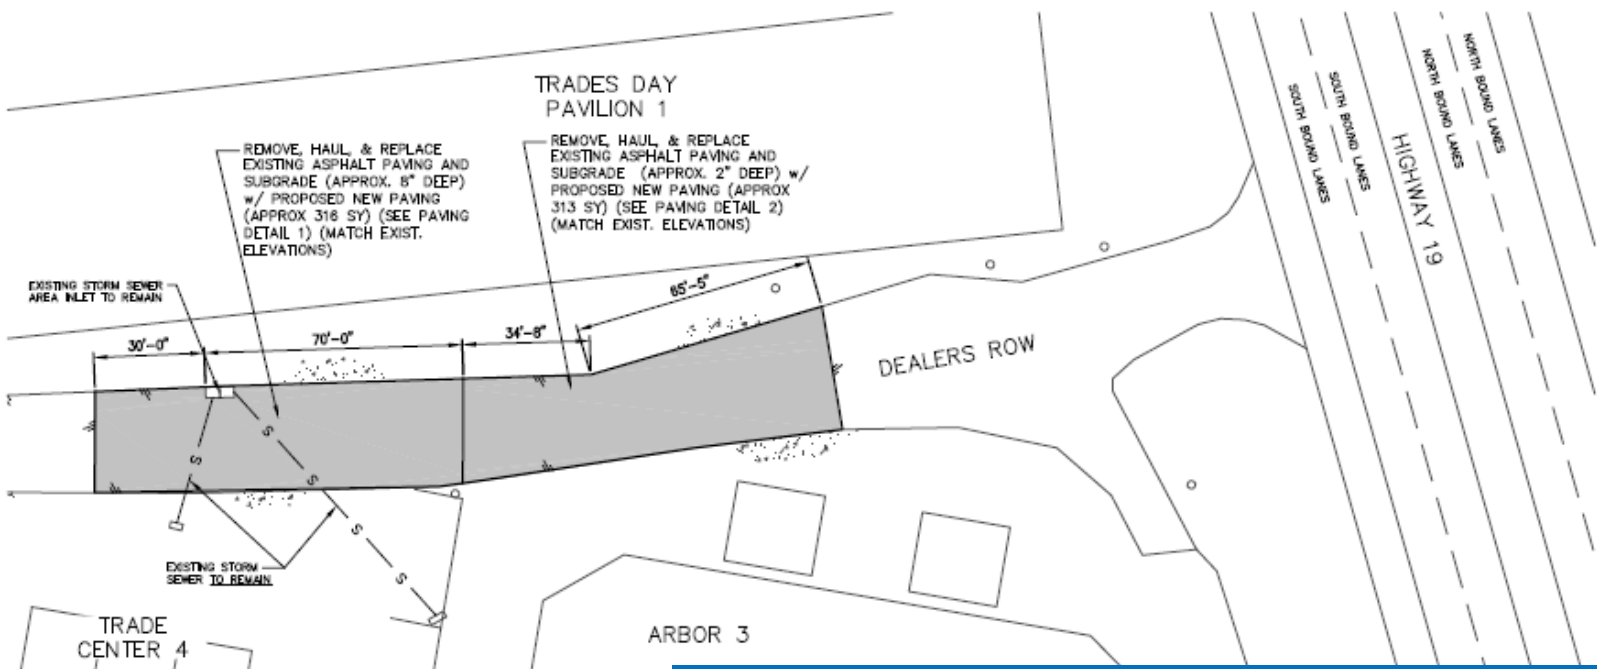 TRADES DAY
PAVILION 1
REMOVE, HAUL, & REPLACE
EXISTING ASPHALT PAVING AND
SUBGRADE (APPROX. 8" DEEP)
w/ PROPOSED NEW PAVING
(APPROX 316 SY) (SEE PAVING
DETAIL 1) (MATCH EXIST.
ELEVATIONS)
REMOVE, HAUL, & REPLACE
EXISTING ASPHALT PAVING AND
SUBGRADE (APPROX. 2" DEEP) w/
PROPOSED NEW PAVING (APPROX
313 SY) (SEE PAVING DETAIL 2)
(MATCH EXIST. ELEVATIONS)
EXISTING STORM SEWER
AREA INLET TO REMAIN
30'-0"
70'-0"
34'-8"
65'-5"
DEALERS ROW
SOUTH BOUND LANES
SOUTH BOUND LANES
HIGHWAY 19
NORTH BOUND LANES
NORTH BOUND LANES
S
S
S
S
S
EXISTING STORM
SEWER TO REMAIN
TRADE
CENTER 4
ARBOR 3